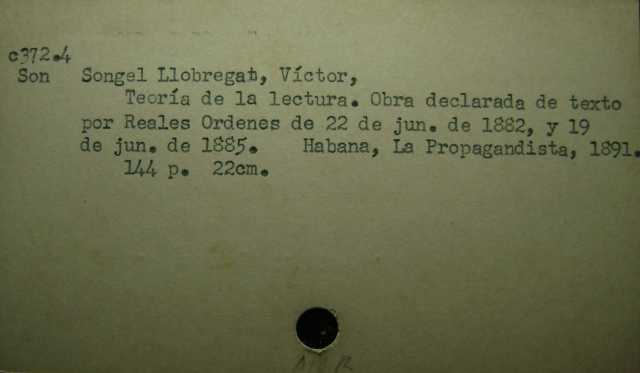 c372.4
Son Songel Llobregat, Víctor,
Teoría de la lectura. Obra declarada de texto
por Reales Ordenes de 22 de jun. de 1882, y 19
de jun. de 1885. Habana, La Propagandista, 1891.
144 p. 22cm.